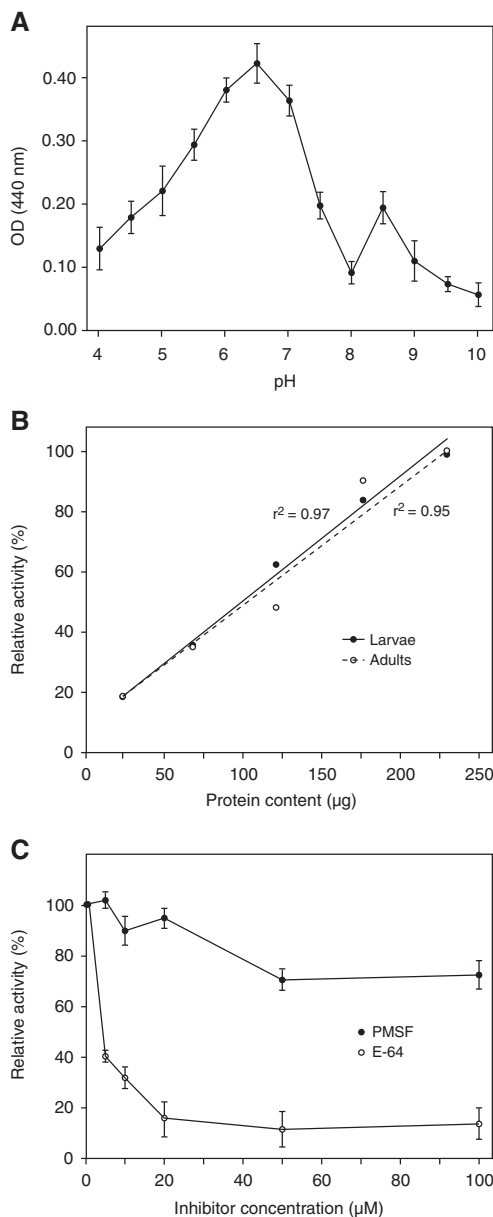 A
0.40
0.30
0.20
0.10
0.00
OD (440 nm)
4 5 6 7 8 9 10
pH
B
100
80
60
40
20
0
Relative activity (%)
r² = 0.97
r² = 0.95
Larvae
Adults
0 50 100 150 200 250
Protein content (µg)
C
100
80
60
40
20
0
Relative activity (%)
PMSF
E-64
0 20 40 60 80 100
Inhibitor concentration (µM)